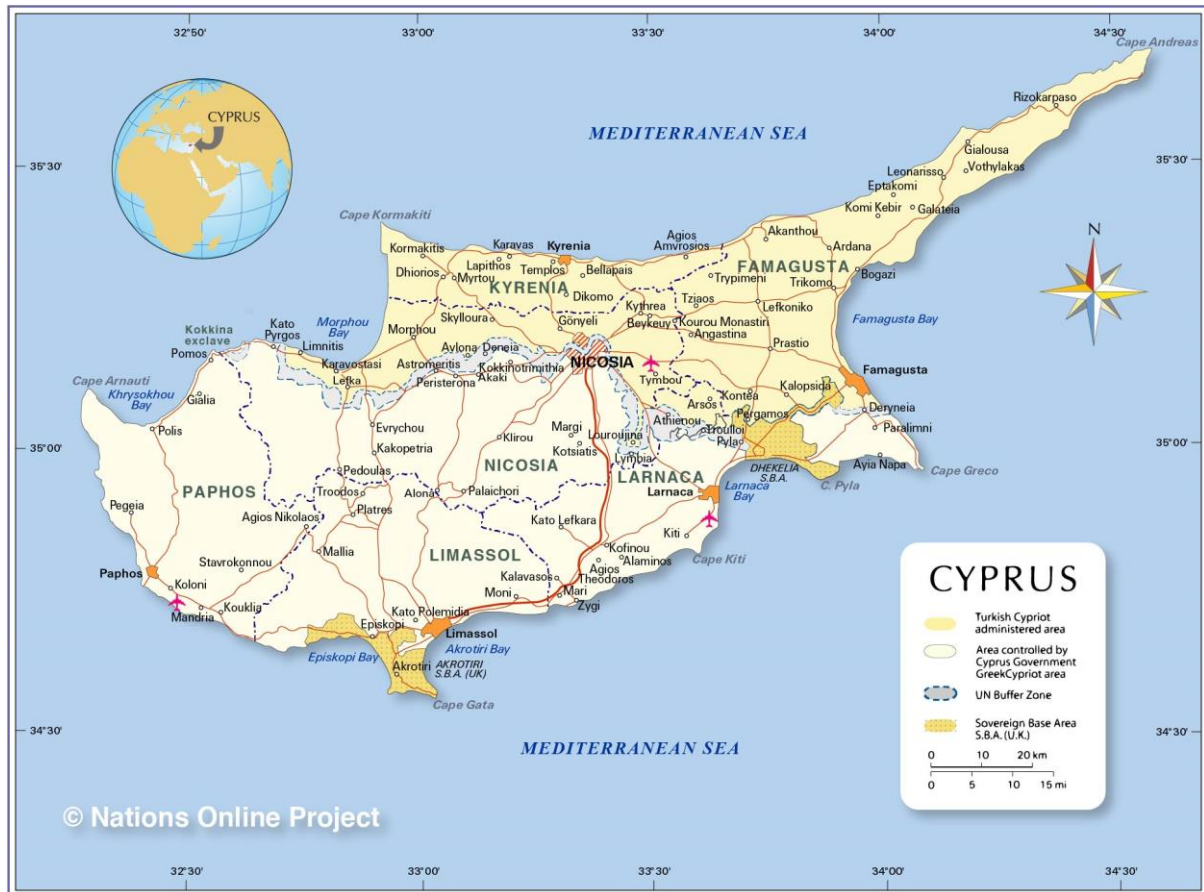 32°30'
33°00'
33°30'
34°00'
34°30'
Cape Andreas
Rizokarpaso
CYPRUS
MEDITERRANEAN SEA
Gialousa
35°30'
35°30'
Leonarisso
Vothylakas
Eptakomi
Komi Kebir
Galateia
Cape Kormakiti
Agios
Amvrosios
Akanthou
Kormakitis
Karavas
Kyrenia
Ardana
N
Lapithos
Templos
Bellapais
FAMAGUSTA
Dhiorios
Myrtou
Trypimeni
Bogazi
KYRENIA
Dikomo
Trikomo
Tziaos
Lefkoniko
Kythrea
Skylloura
Gönyeli
Beykeuy
Kourou Monastiri
Famagusta Bay
Kokkina
exclave
Kato
Pyrgos
Morphou
Bay
Morphou
Angastina
Limnitis
Avlona
Deneia
Prastio
Pomos
Karavostasi
Astromeritis
Kokkinotrimithia
NICOSIA
Lefka
Peristerona
Akaki
Tymbou
Famagusta
Cape Arnauti
Kalopsida
Khrysokhou
Bay
Gialia
Kontea
Arsos
Deryneia
Pergamos
Polis
Evrychou
Athienou
Troulloi
Paralimni
Margi
Louroujina
Pyla
35°00'
Klirou
35°00'
Kakopetria
Kotsiatis
Lymbia
Ayia Napa
Pedoulas
NICOSIA
LARNACA
DHEKELIA
S.B.A.
Cape Greco
PAPHOS
Troodos
Alona
Palaichori
Larnaca
Larnaca
Bay
C. Pyla
Pegeia
Agios Nikolaos
Platres
Kato Lefkara
Kiti
Mallia
LIMASSOL
Kofinou
Cape Kiti
Stavrokonnou
Alaminos
Paphos
Agios
Theodoros
Koloni
Kalavasos
Moni
Mari
Zygi
Mandria
Kouklia
Kato Polemidia
Episkopi
Limassol
Episkopi Bay
Akrotiri Bay
Akrotiri
AKROTIRI
S.B.A. (UK)
Cape Gata
34°30'
34°30'
MEDITERRANEAN SEA
CYPRUS
Turkish Cypriot
administered area
Area controlled by
Cyprus Government
GreekCypriot area
UN Buffer Zone
Sovereign Base Area
S.B.A. (U.K.)
0 10 20 km
0 5 10 15 mi
© Nations Online Project
32°30'
33°00'
33°30'
34°00'
34°30'